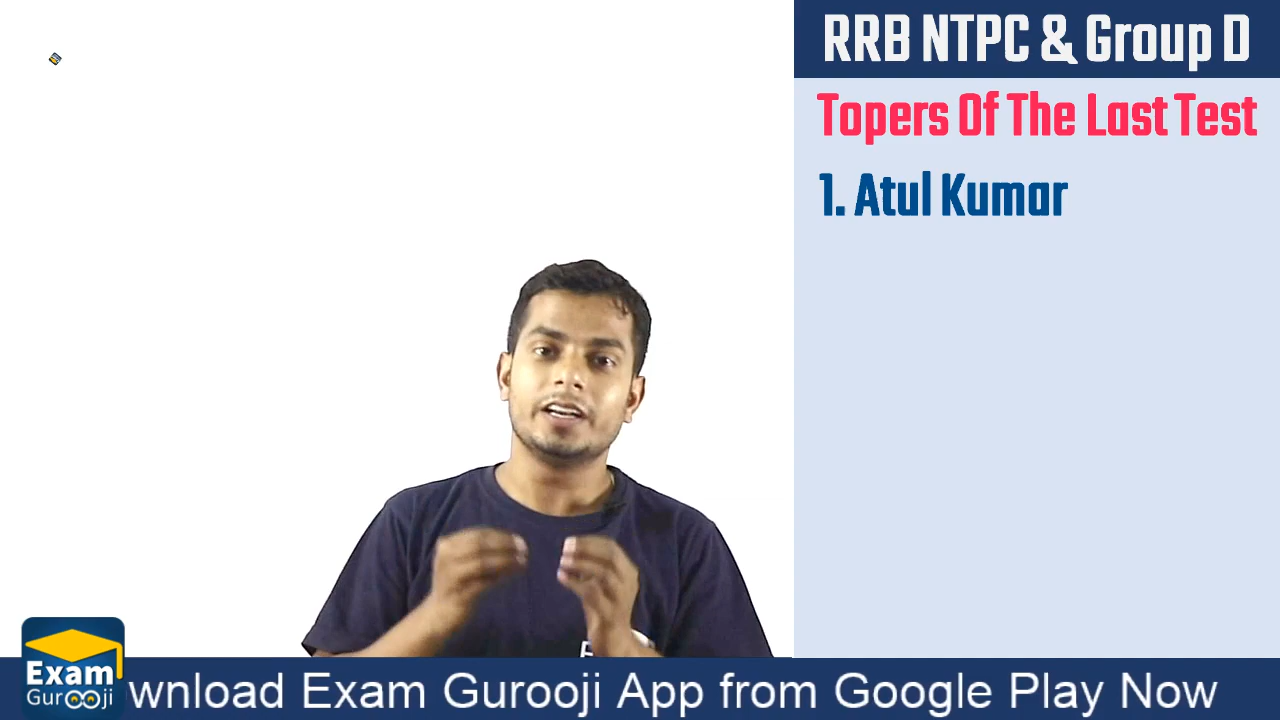 RRB NTPC & Group D
Topers Of The Last Test
1. Atul Kumar
Exam
Gurooji
wnload Exam Gurooji App from Google Play Now